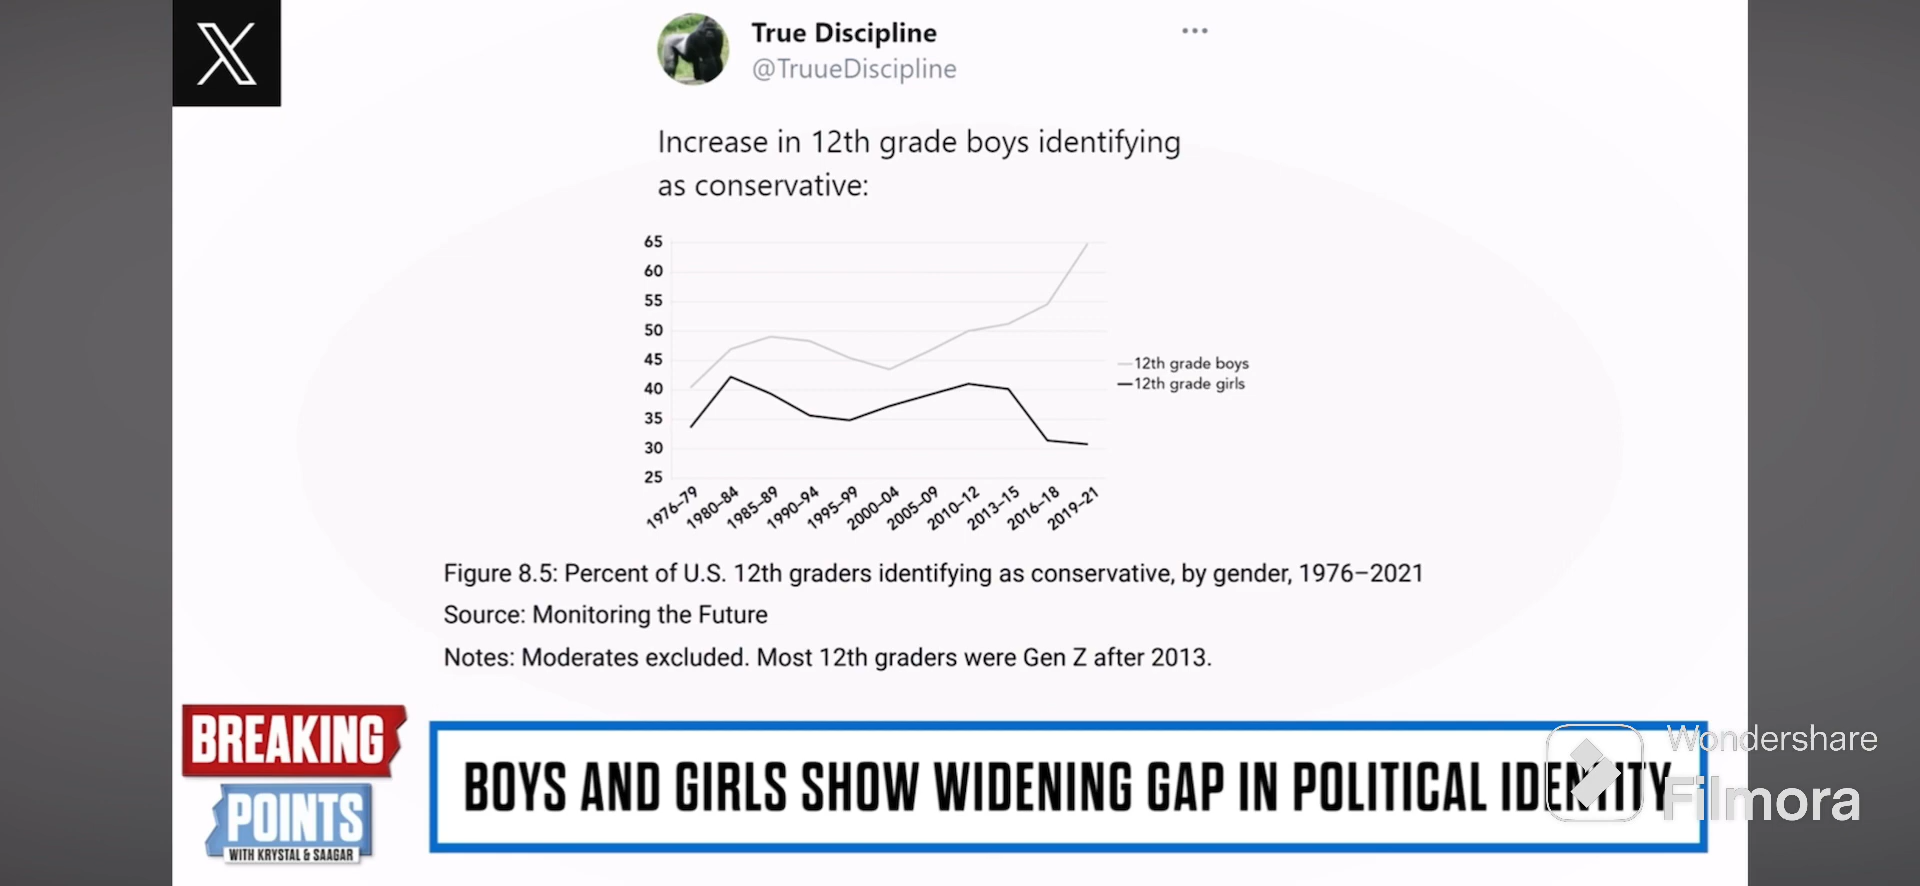 True Discipline
@TruueDiscipline
Increase in 12th grade boys identifying
as conservative:
65
60
55
50
45
40
35
30
25
12th grade boys
12th grade girls
1976–79
1980–84
1985–89
1990–94
1995–99
2000–04
2005–09
2010–12
2013–15
2016–18
2019–21
Figure 8.5: Percent of U.S. 12th graders identifying as conservative, by gender, 1976–2021
Source: Monitoring the Future
Notes: Moderates excluded. Most 12th graders were Gen Z after 2013.
BREAKING
POINTS
WITH KRYSTAL & SAAGAR
BOYS AND GIRLS SHOW WIDENING GAP IN POLITICAL IDENTITY
Wondershare
Filmora